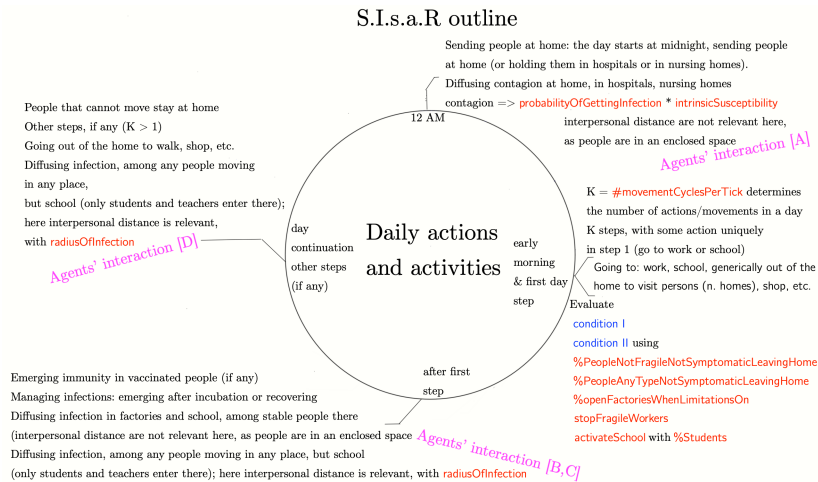 S.I.s.a.R outline
Sending people at home: the day starts at midnight, sending people
at home (or holding them in hospitals or in nursing homes).
Diffusing contagion at home, in hospitals, nursing homes
contagion => probabilityOfGettingInfection * intrinsicSusceptibility
interpersonal distance are not relevant here,
as people are in an enclosed space
Agents' interaction [A]
12 AM
K = #movementCyclesPerTick determines
the number of actions/movements in a day
K steps, with some action uniquely
in step 1 (go to work or school)
Going to: work, school, generically out of the
home to visit persons (n. homes), shop, etc.
early
morning
& first day
step
Evaluate
condition I
condition II using
%PeopleNotFragileNotSymptomaticLeavingHome
%PeopleAnyTypeNotSymptomaticLeavingHome
%openFactoriesWhenLimitationsOn
stopFragileWorkers
activateSchool with %Students
Daily actions
and activities
after first
step
Emerging immunity in vaccinated people (if any)
Managing infections: emerging after incubation or recovering
Diffusing infection in factories and school, among stable people there
(interpersonal distance are not relevant here, as people are in an enclosed space
Diffusing infection, among any people moving in any place, but school
(only students and teachers enter there); here interpersonal distance is relevant, with radiusOfInfection
Agents' interaction [B,C]
day
continuation
other steps
(if any)
People that cannot move stay at home
Other steps, if any (K > 1)
Going out of the home to walk, shop, etc.
Diffusing infection, among any people moving
in any place,
but school (only students and teachers enter there);
here interpersonal distance is relevant,
with radiusOfInfection
Agents' interaction [D]